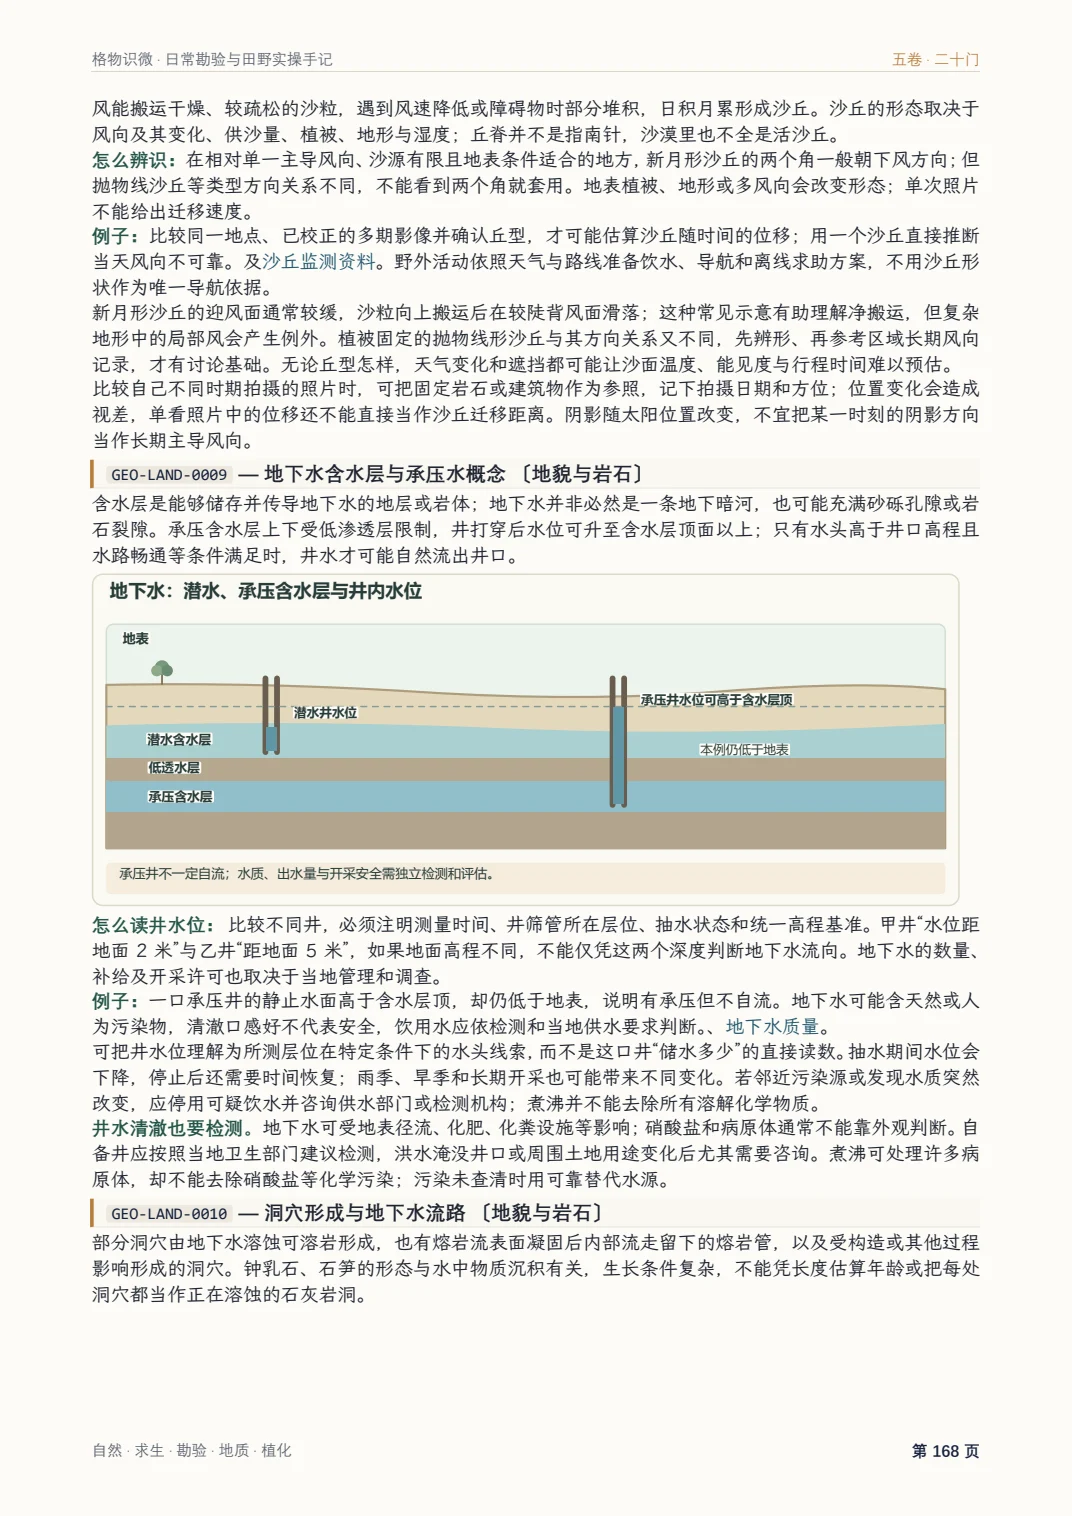 格物识微 · 日常勘验与田野实操手记
五卷 · 二十门
风能搬运干燥、较疏松的沙粒，遇到风速降低或障碍物时部分堆积，日积月累形成沙丘。沙丘的形态取决于
风向及其变化、供沙量、植被、地形与湿度；丘脊并不是指南针，沙漠里也不全是活沙丘。
怎么辨识：在相对单一主导风向、沙源有限且地表条件适合的地方，新月形沙丘的两个角一般朝下风方向；但
抛物线沙丘等类型方向关系不同，不能看到两个角就套用。地表植被、地形或多风向会改变形态；单次照片
不能给出迁移速度。
例子：比较同一地点、已校正的多期影像并确认丘型，才可能估算沙丘随时间的位移；用一个沙丘直接推断
当天风向不可靠。及沙丘监测资料。野外活动依照天气与路线准备饮水、导航和离线求助方案，不用沙丘形
状作为唯一导航依据。
新月形沙丘的迎风面通常较缓，沙粒向上搬运后在较陡背风面滑落；这种常见示意有助理解净搬运，但复杂
地形中的局部风会产生例外。植被固定的抛物线形沙丘与其方向关系又不同，先辨形、再参考区域长期风向
记录，才有讨论基础。无论丘型怎样，天气变化和遮挡都可能让沙面温度、能见度与行程时间难以预估。
比较自己不同时期拍摄的照片时，可把固定岩石或建筑物作为参照，记下拍摄日期和方位；位置变化会造成
视差，单看照片中的位移还不能直接当作沙丘迁移距离。阴影随太阳位置改变，不宜把某一时刻的阴影方向
当作长期主导风向。
GEO-LAND-0009 — 地下水含水层与承压水概念 〔地貌与岩石〕
含水层是能够储存并传导地下水的地层或岩体；地下水并非必然是一条地下暗河，也可能充满砂砾孔隙或岩
石裂隙。承压含水层上下受低渗透层限制，井打穿后水位可升至含水层顶面以上；只有水头高于井口高程且
水路畅通等条件满足时，井水才可能自然流出井口。
地下水：潜水、承压含水层与井内水位
地表
承压井水位可高于含水层顶
潜水井水位
潜水含水层
本例仍低于地表
低透水层
承压含水层
承压井不一定自流；水质、出水量与开采安全需独立检测和评估。
怎么读井水位： 比较不同井，必须注明测量时间、井筛管所在层位、抽水状态和统一高程基准。甲井“水位距
地面 2 米”与乙井“距地面 5 米”，如果地面高程不同，不能仅凭这两个深度判断地下水流向。地下水的数量、
补给及开采许可也取决于当地管理和调查。
例子：一口承压井的静止水面高于含水层顶，却仍低于地表，说明有承压但不自流。地下水可能含天然或人
为污染物，清澈口感好不代表安全，饮用水应依检测和当地供水要求判断。、地下水质量。
可把井水位理解为所测层位在特定条件下的水头线索，而不是这口井“储水多少”的直接读数。抽水期间水位会
下降，停止后还需要时间恢复；雨季、旱季和长期开采也可能带来不同变化。若邻近污染源或发现水质突然
改变，应停用可疑饮水并咨询供水部门或检测机构；煮沸并不能去除所有溶解化学物质。
井水清澈也要检测。地下水可受地表径流、化肥、化粪设施等影响；硝酸盐和病原体通常不能靠外观判断。自
备井应按照当地卫生部门建议检测，洪水淹没井口或周围土地用途变化后尤其需要咨询。煮沸可处理许多病
原体，却不能去除硝酸盐等化学污染；污染未查清时用可靠替代水源。
GEO-LAND-0010 — 洞穴形成与地下水流路 〔地貌与岩石〕
部分洞穴由地下水溶蚀可溶岩形成，也有熔岩流表面凝固后内部流走留下的熔岩管，以及受构造或其他过程
影响形成的洞穴。钟乳石、石笋的形态与水中物质沉积有关，生长条件复杂，不能凭长度估算年龄或把每处
洞穴都当作正在溶蚀的石灰岩洞。
自然 · 求生 · 勘验 · 地质 · 植化
第 168 页